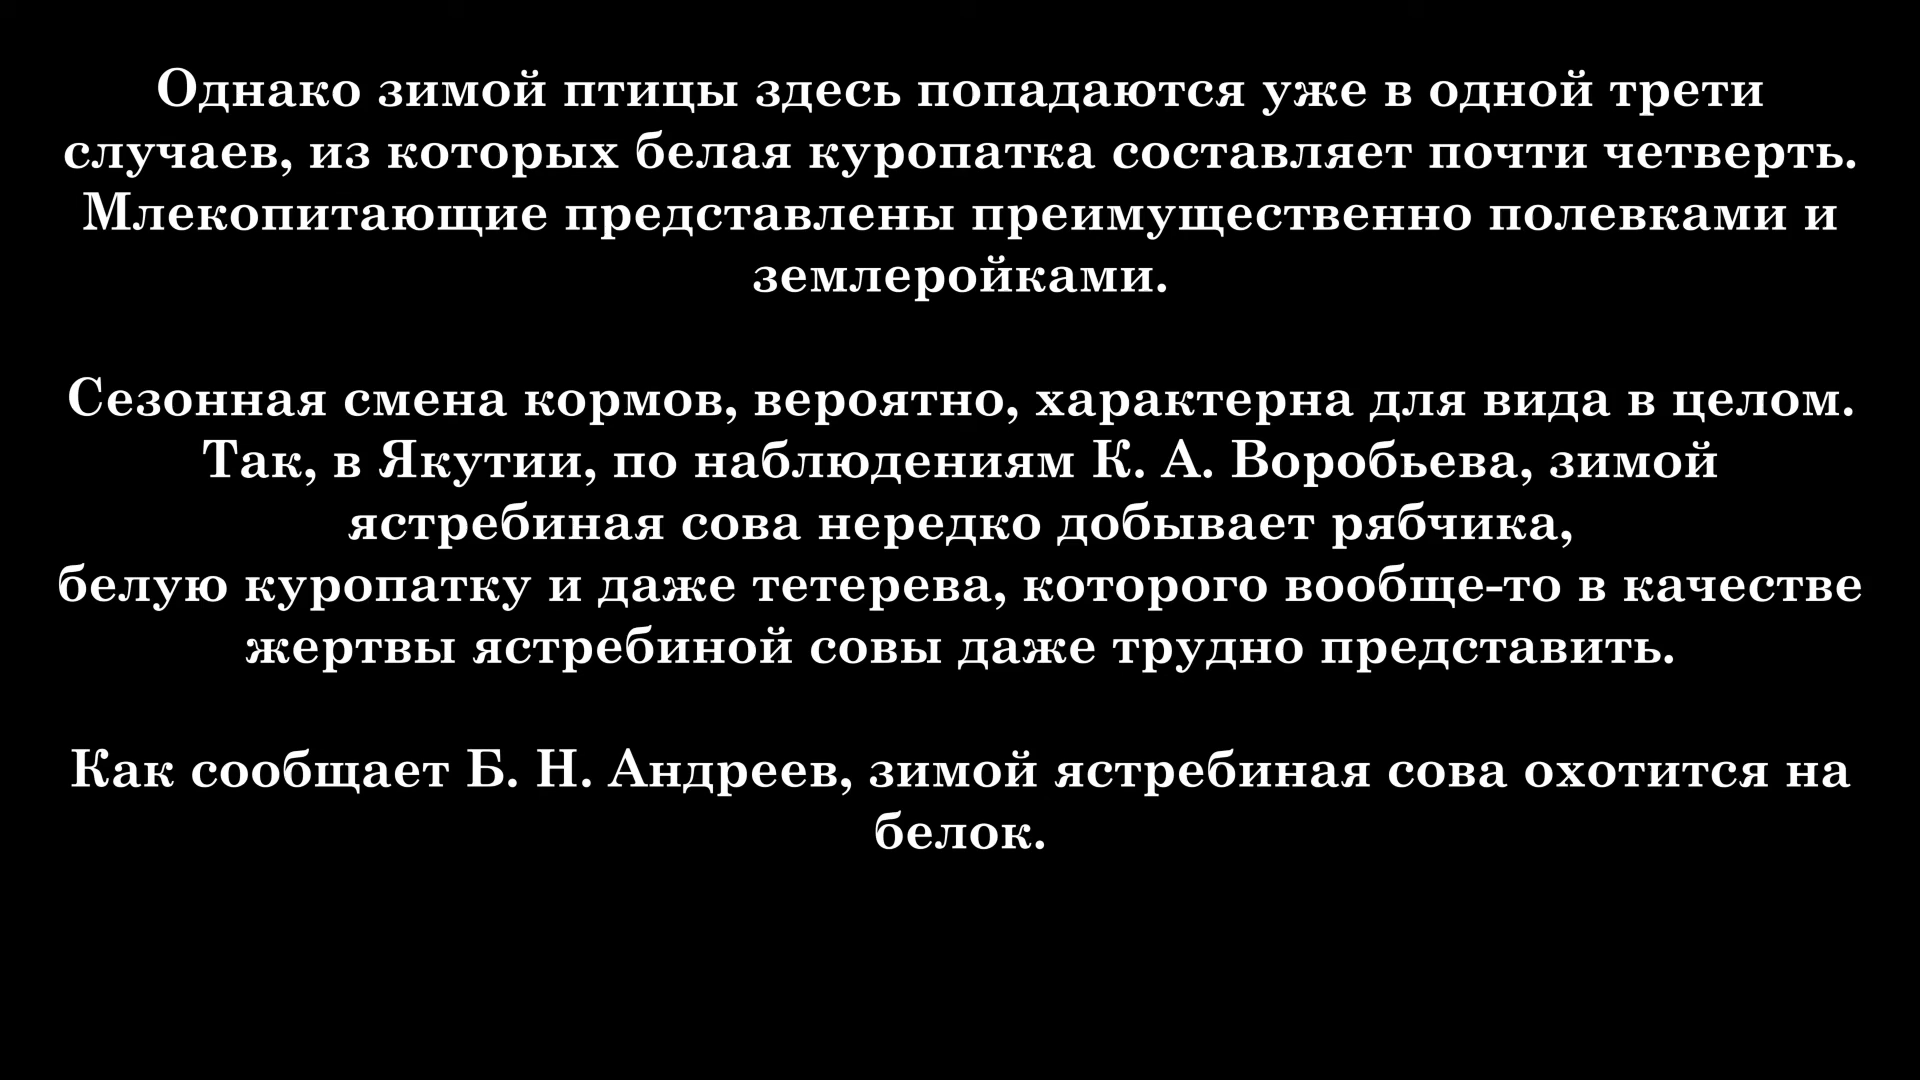 Однако зимой птицы здесь попадаются уже в одной трети
случаев, из которых белая куропатка составляет почти четверть.
Млекопитающие представлены преимущественно полевками и
землеройками.
Сезонная смена кормов, вероятно, характерна для вида в целом.
Так, в Якутии, по наблюдениям К. А. Воробьева, зимой
ястребиная сова нередко добывает рябчика,
белую куропатку и даже тетерева, которого вообще-то в качестве
жертвы ястребиной совы даже трудно представить.
Как сообщает Б. Н. Андреев, зимой ястребиная сова охотится на
белок.